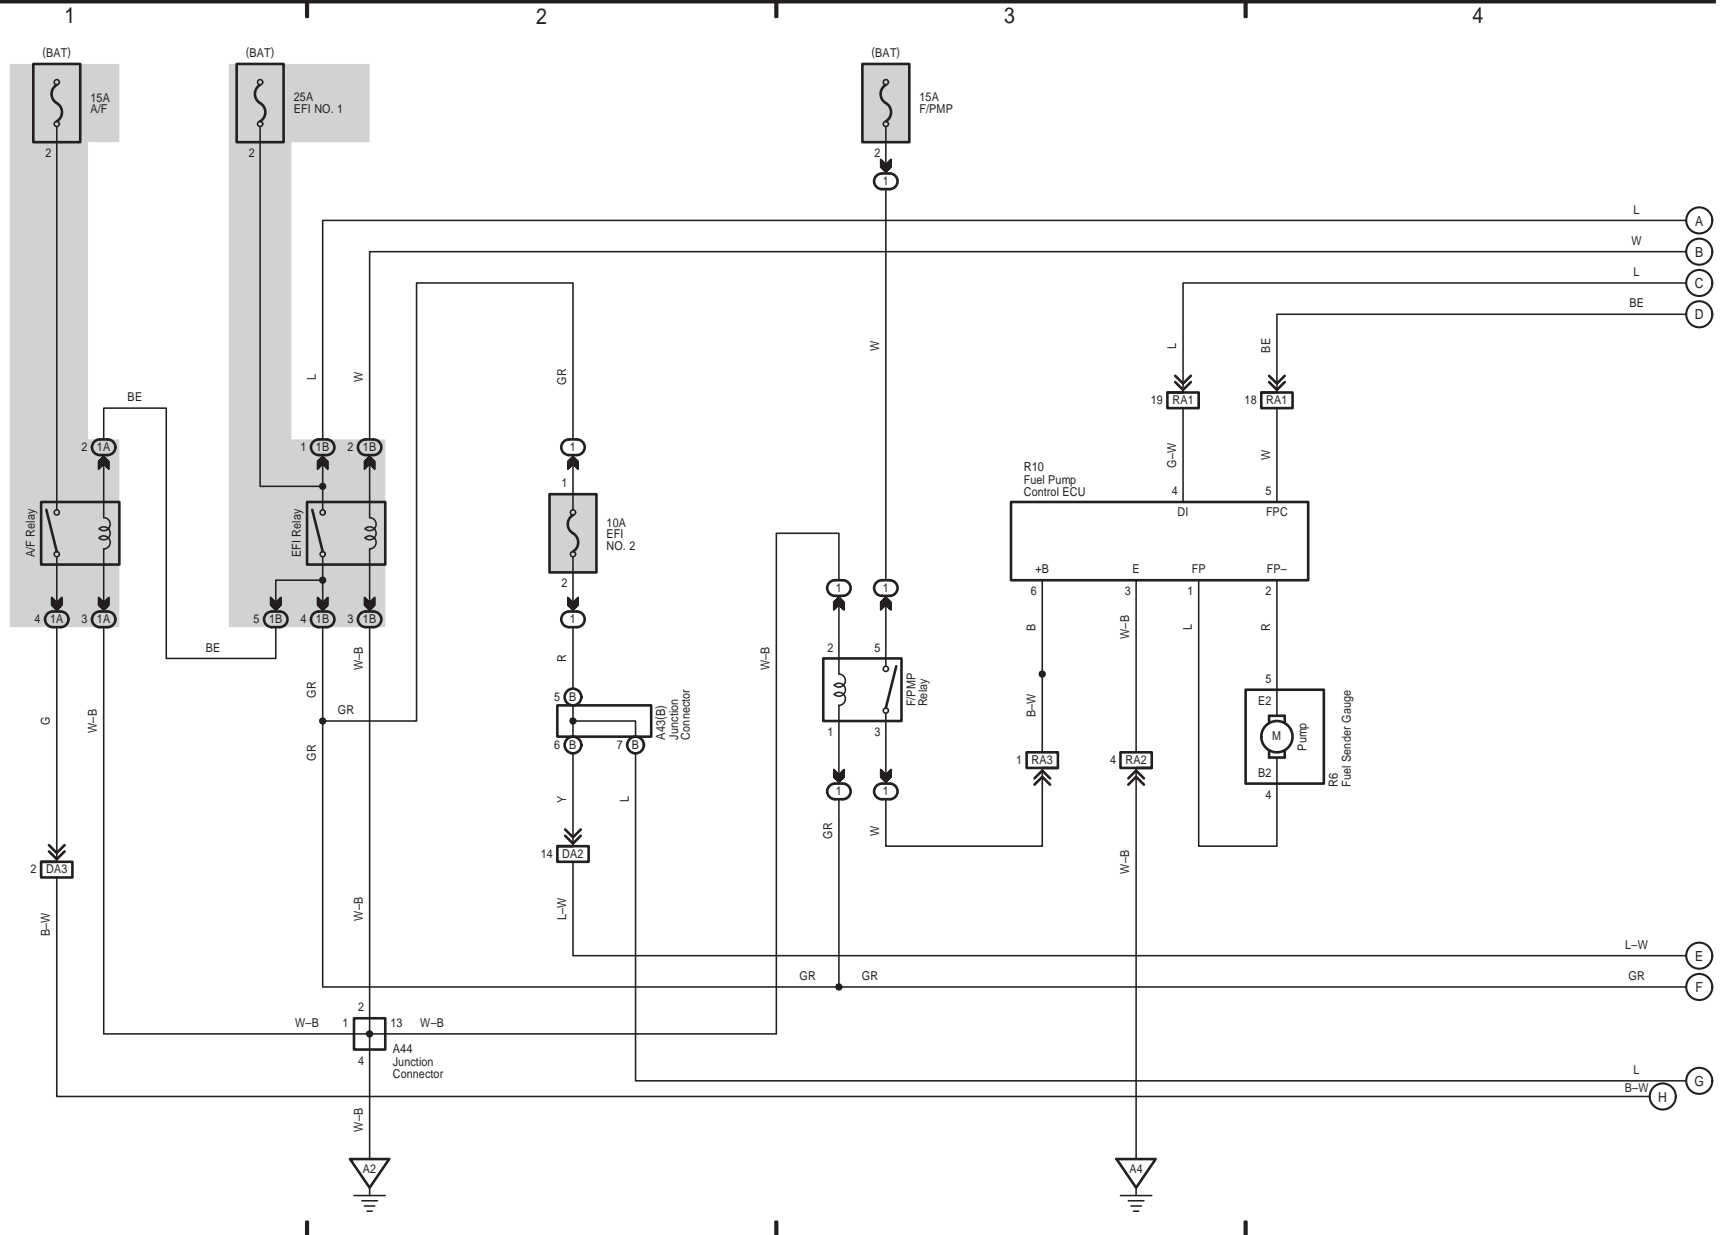 1 2 3 4
(BAT) (BAT) (BAT)
15A
A/F
25A
EFI NO. 1
15A
F/PMP
2 2 2
1
L A
W B
L C
BE D
L W GR W L BE
BE
19 RA1 18 RA1
2 1A 1 1B 2 1B 1
G–W W
R10
Fuel Pump
Control ECU
1 4 5
DI FPC
A/F Relay
EFI Relay
10A
EFI
NO. 2
+B E FP FP–
2 1 1 6 3 1 2
4 1A 3 1A 5 1B 4 1B 3 1B 1
B W–B L R
BE W–B R W–B 2 5
F/PMP
Relay
5
GR 5 B E2
A43(B)
Junction
Connector
G W–B GR B–W
M Pump
R6
Fuel Sender Gauge
GR 6 B 7 B 1 3
1 RA3 4 RA2
B2
4
Y L 1 1
GR W
14 DA2 W–B
2 DA3
B–W W–B L–W
L–W E
GR GR GR F
2
W–B 1 13 W–B
A44
Junction
Connector
4
L G
B–W H
W–B
A2 A4